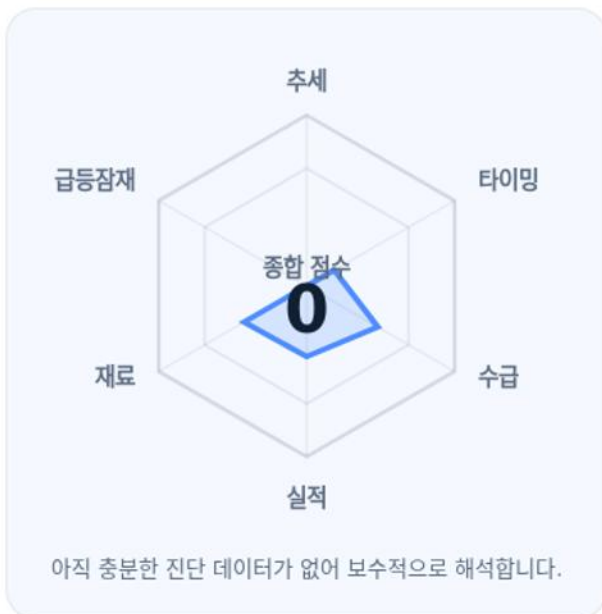 추세
급등잠재
타이밍
종합 점수
0
재료
수급
실적
아직 충분한 진단 데이터가 없어 보수적으로 해석합니다.